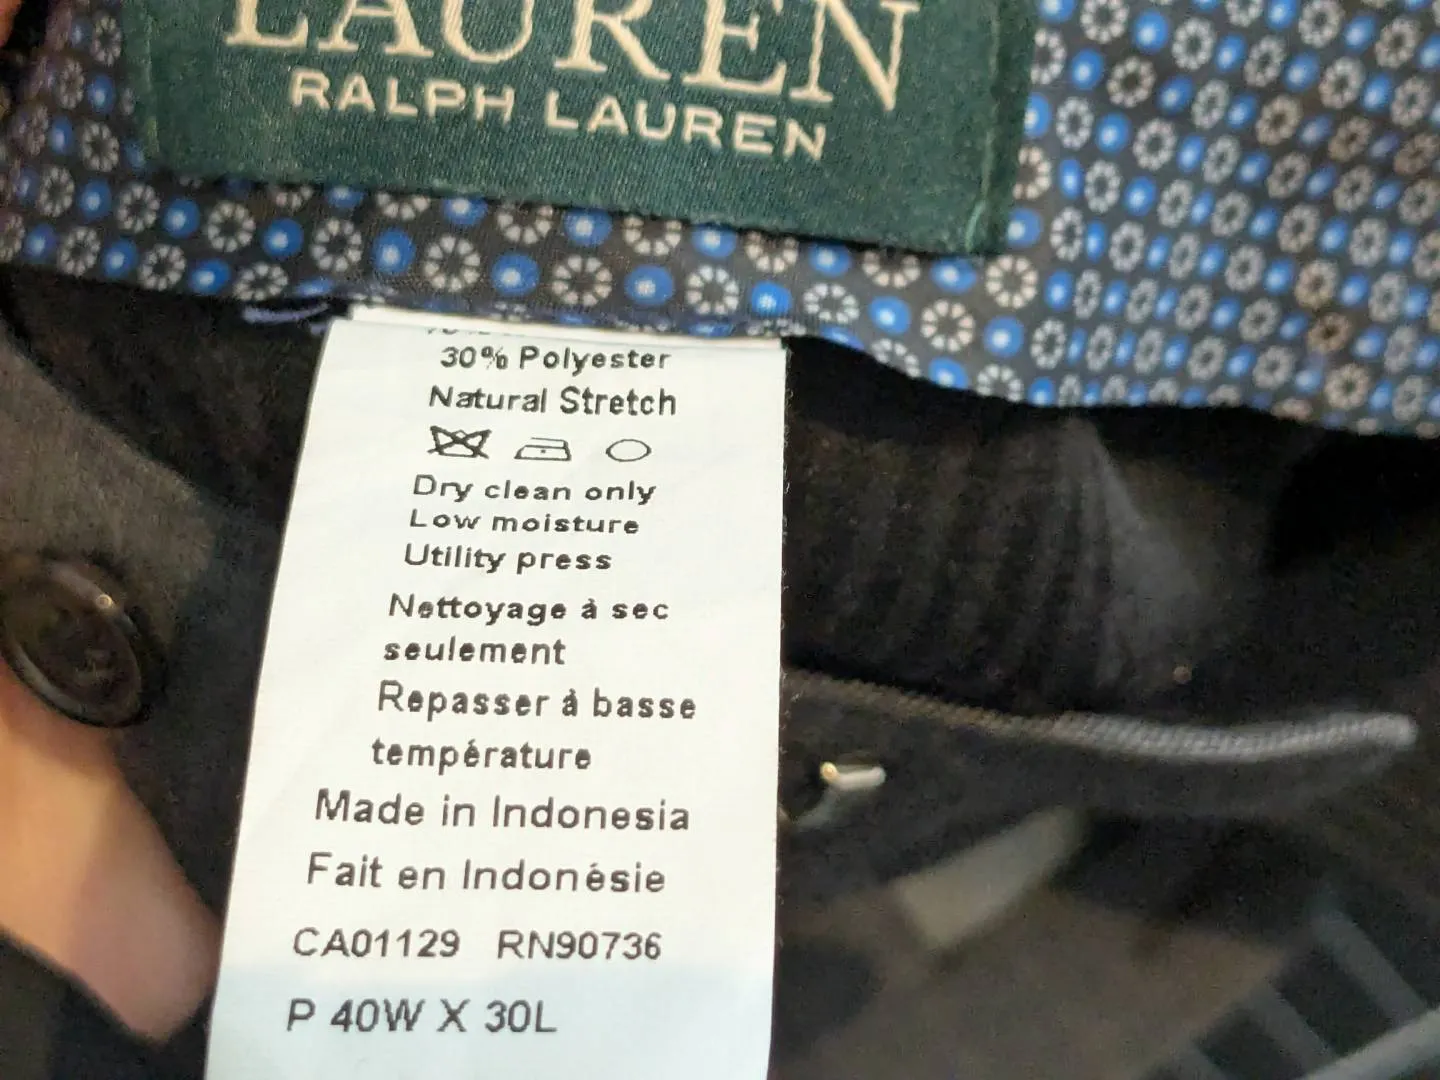 LAUREN
RALPH LAUREN
30% Polyester
Natural Stretch
Dry clean only
Low moisture
Utility press
Nettoyage à sec
seulement
Repasser à basse
température
Made in Indonesia
Fait en Indonésie
CA01129 RN90736
P 40W X 30L